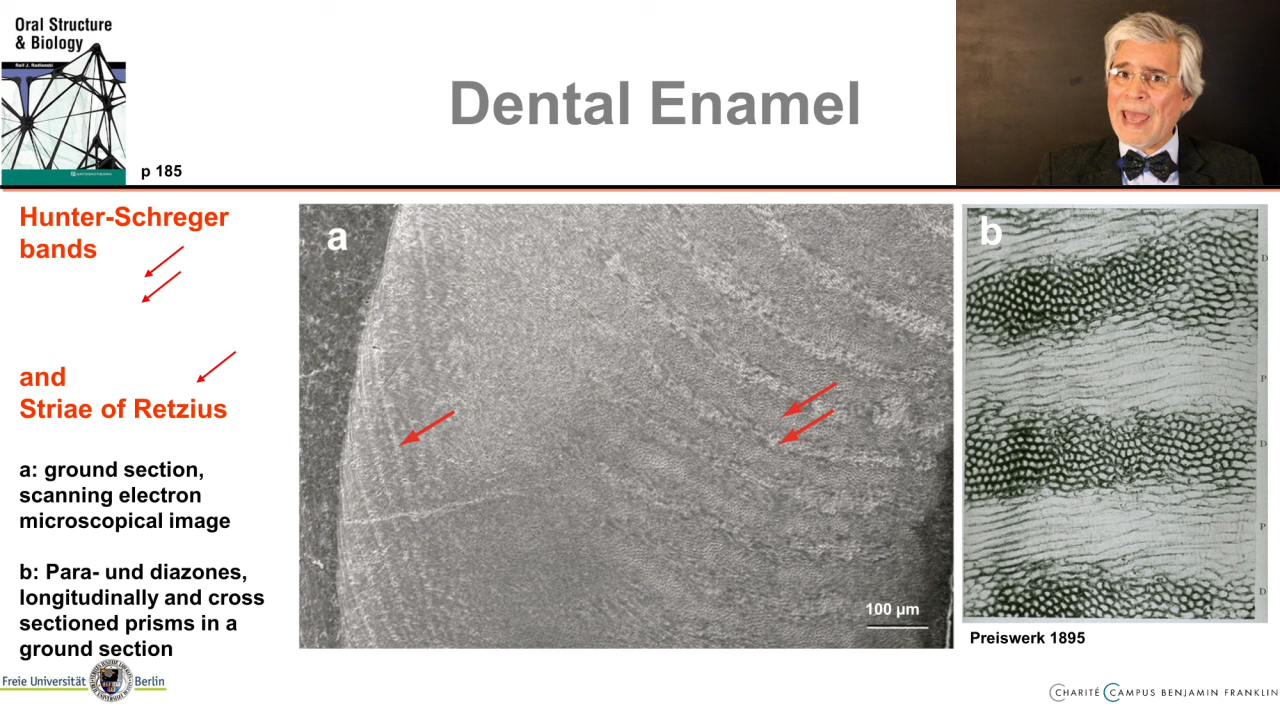 Oral Structure
& Biology
Ralf J. Radlanski
p 185
Dental Enamel
Hunter-Schreger
bands
and
Striae of Retzius
a: ground section,
scanning electron
microscopical image
b: Para- und diazones,
longitudinally and cross
sectioned prisms in a
ground section
a
100 µm
b
D
P
D
P
D
Preiswerk 1895
Freie Universität Berlin
CHARITÉ CAMPUS BENJAMIN FRANKLIN